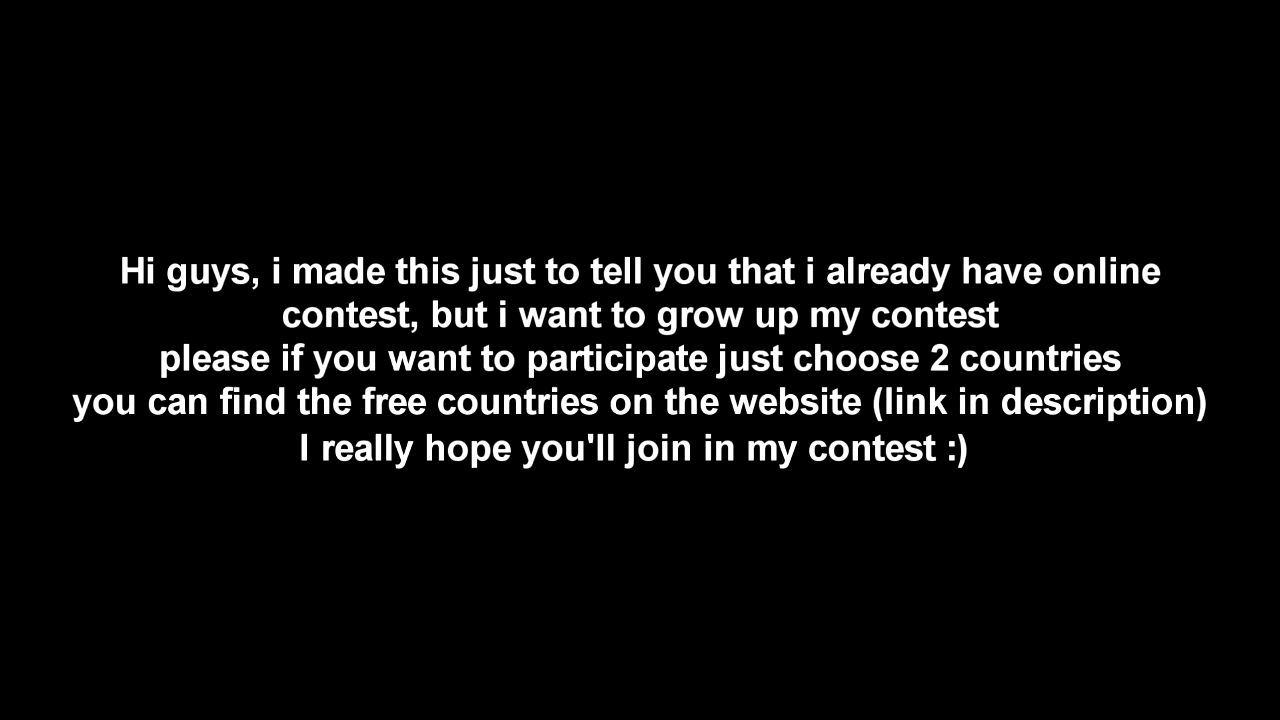 Hi guys, i made this just to tell you that i already have online
contest, but i want to grow up my contest
please if you want to participate just choose 2 countries
you can find the free countries on the website (link in description)
I really hope you'll join in my contest :)